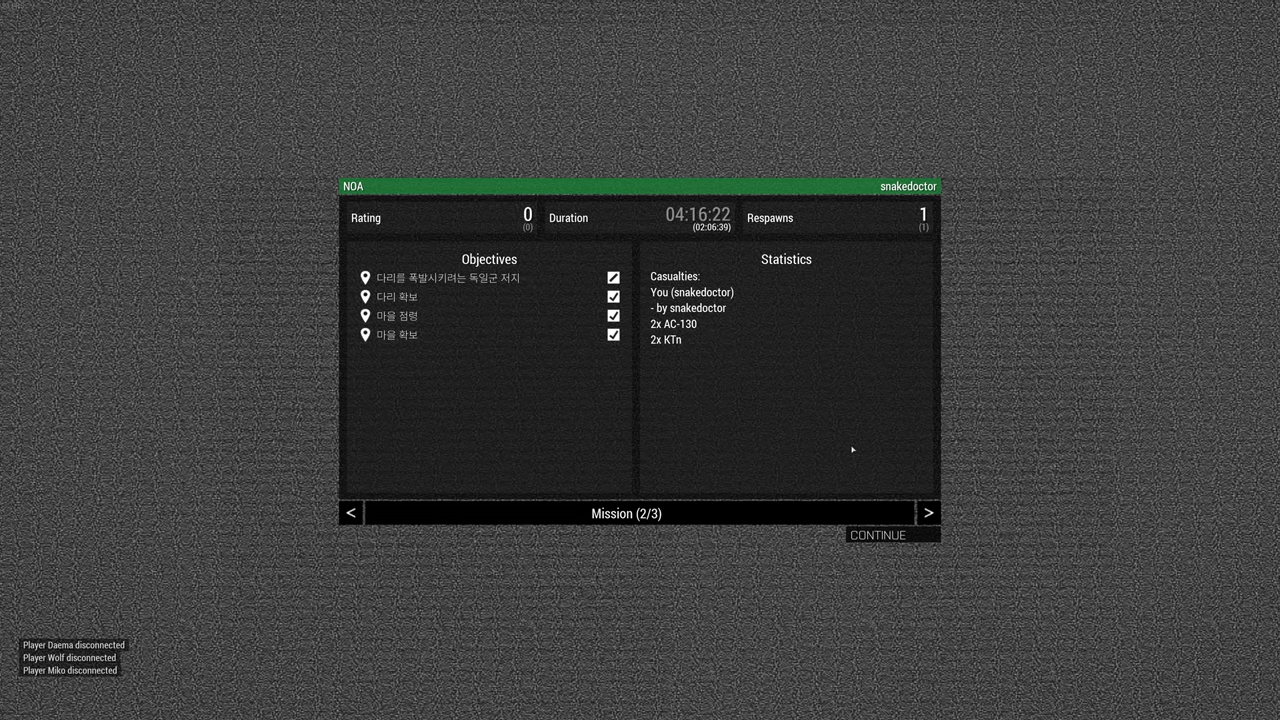 NOA
snakedoctor
Rating
0
(0)
Duration
04:16:22
(02:06:39)
Respawns
1
(1)
Objectives
다리를 폭발시키려는 독일군 저지
다리 확보
마을 점령
마을 확보
Statistics
Casualties:
You (snakedoctor)
- by snakedoctor
2x AC-130
2x KTn
<
Mission (2/3)
>
CONTINUE
Player Daema disconnected
Player Wolf disconnected
Player Miko disconnected